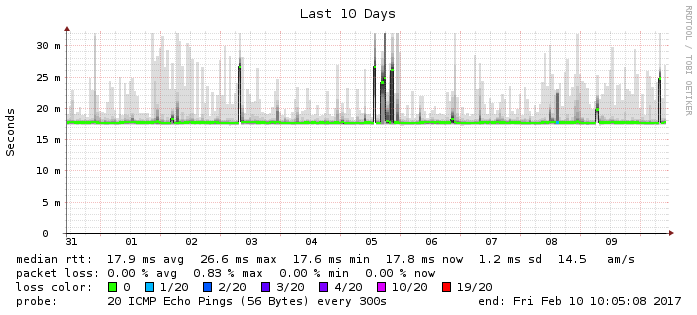 Last 10 Days
RRDTOOL / TOBI OETIKER
Seconds
30 m
25 m
20 m
15 m
10 m
5 m
0
31 01 02 03 04 05 06 07 08 09
median rtt: 17.9 ms avg 26.6 ms max 17.6 ms min 17.8 ms now 1.2 ms sd 14.5 am/s
packet loss: 0.00 % avg 0.83 % max 0.00 % min 0.00 % now
loss color: 0 1/20 2/20 3/20 4/20 10/20 19/20
probe: 20 ICMP Echo Pings (56 Bytes) every 300s end: Fri Feb 10 10:05:08 2017